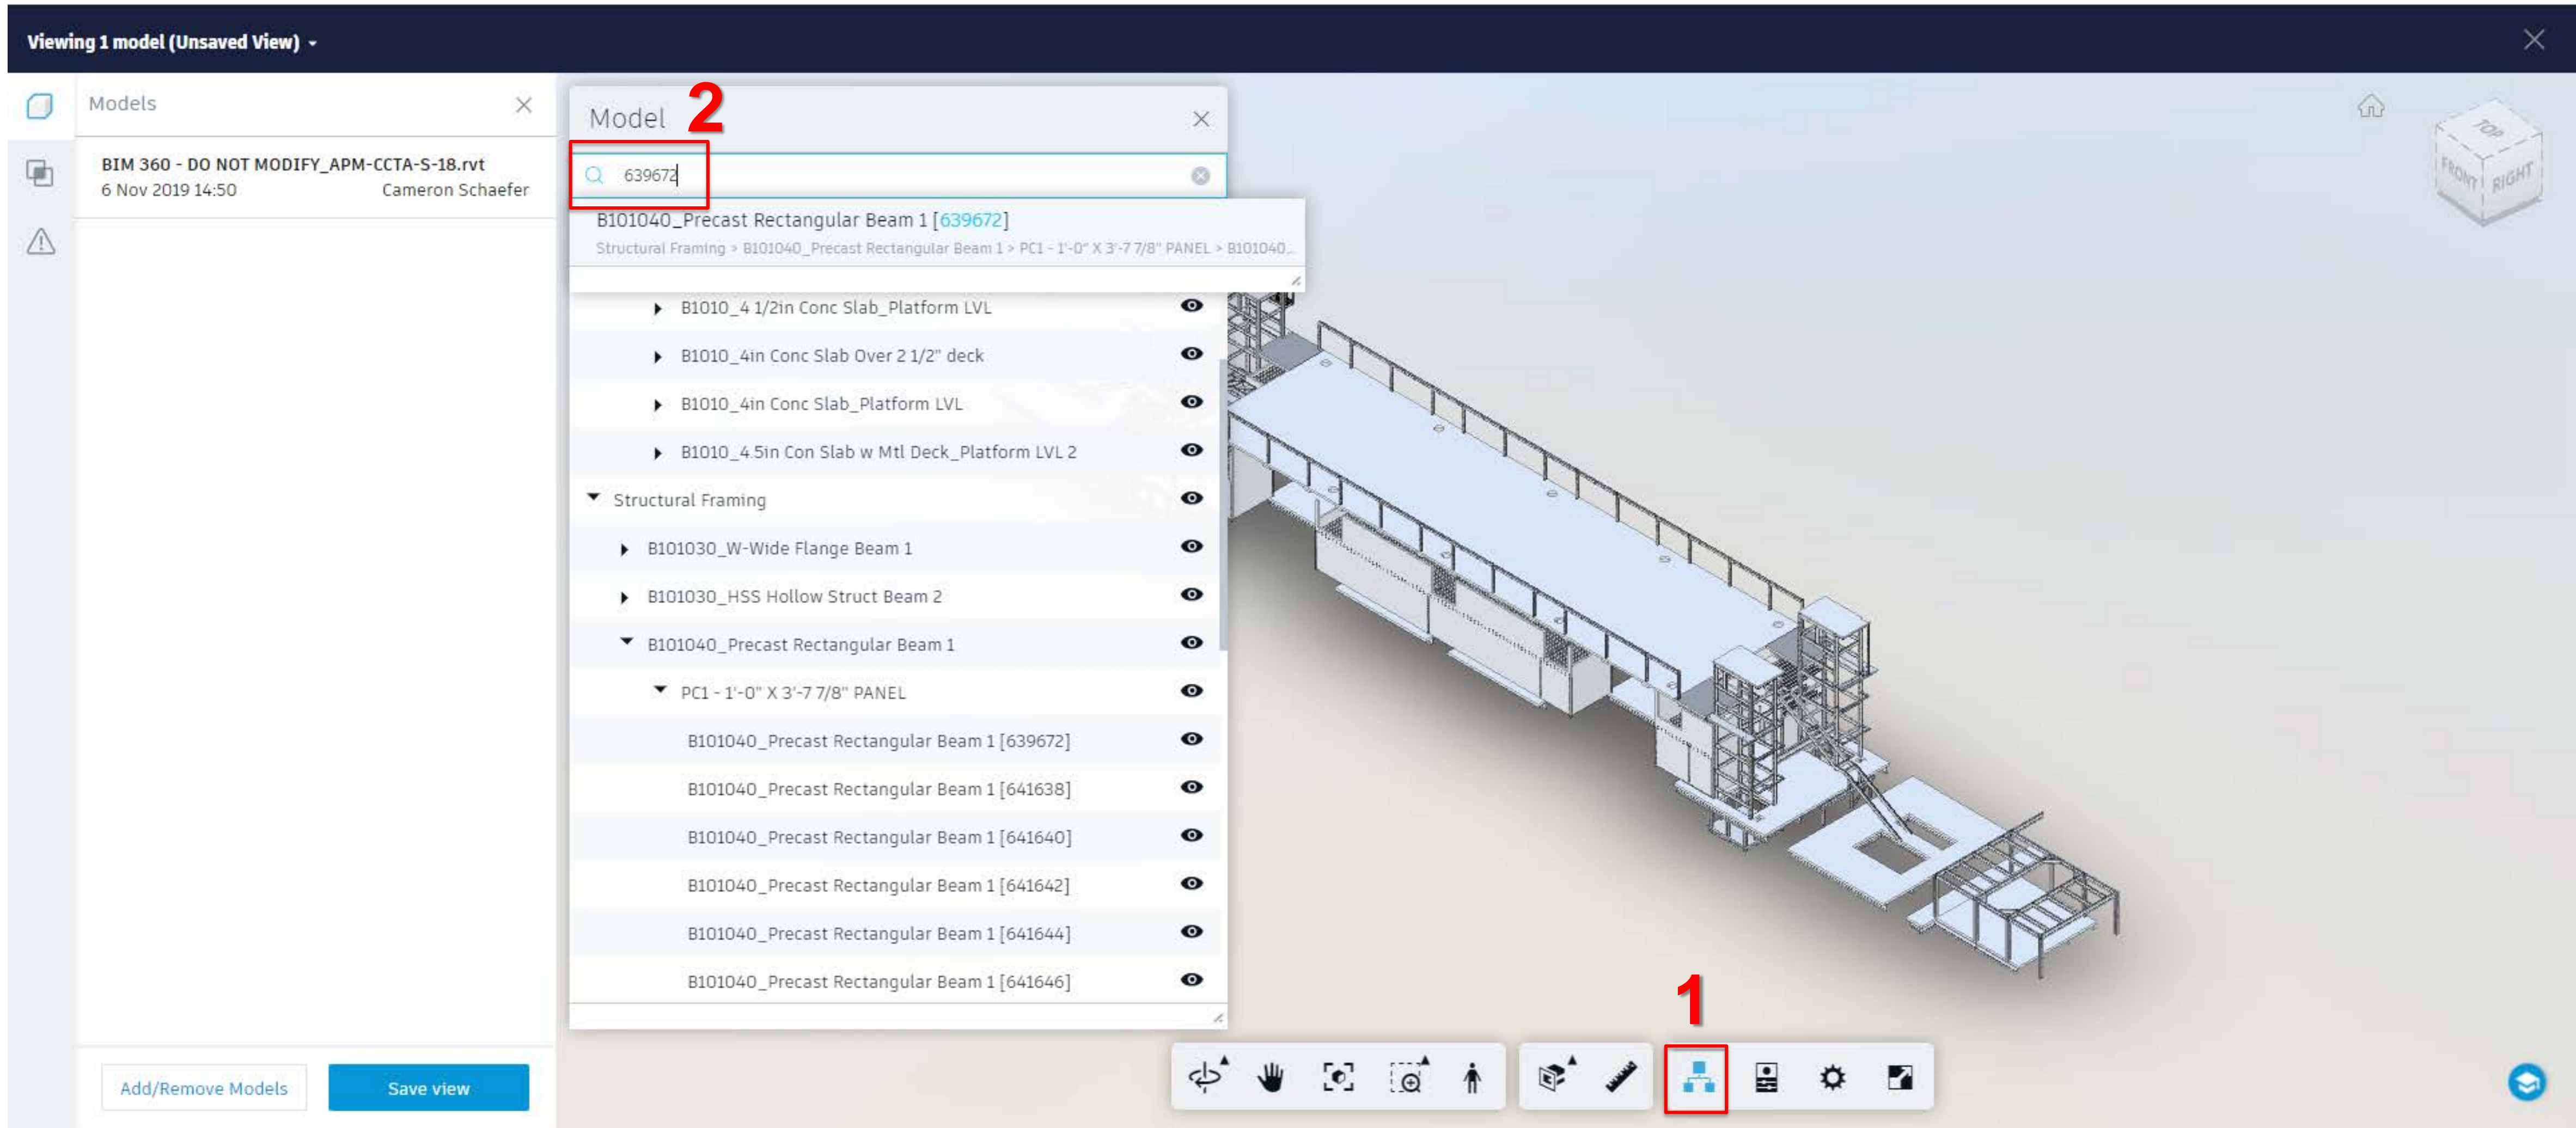 Viewing 1 model (Unsaved View)
Models
BIM 360 - DO NOT MODIFY_APM-CCTA-S-18.rvt
6 Nov 2019 14:50 Cameron Schaefer
Add/Remove Models
Save view
Model
2
639672
B101040_Precast Rectangular Beam 1 [639672]
Structural Framing > B101040_Precast Rectangular Beam 1 > PC1 - 1'-0" X 3'-7 7/8" PANEL > B101040...
B1010_4 1/2in Conc Slab_Platform LVL
B1010_4in Conc Slab Over 2 1/2" deck
B1010_4in Conc Slab_Platform LVL
B1010_4.5in Con Slab w Mtl Deck_Platform LVL 2
Structural Framing
B101030_W-Wide Flange Beam 1
B101030_HSS Hollow Struct Beam 2
B101040_Precast Rectangular Beam 1
PC1 - 1'-0" X 3'-7 7/8" PANEL
B101040_Precast Rectangular Beam 1 [639672]
B101040_Precast Rectangular Beam 1 [641638]
B101040_Precast Rectangular Beam 1 [641640]
B101040_Precast Rectangular Beam 1 [641642]
B101040_Precast Rectangular Beam 1 [641644]
B101040_Precast Rectangular Beam 1 [641646]
TOP
FRONT
RIGHT
1